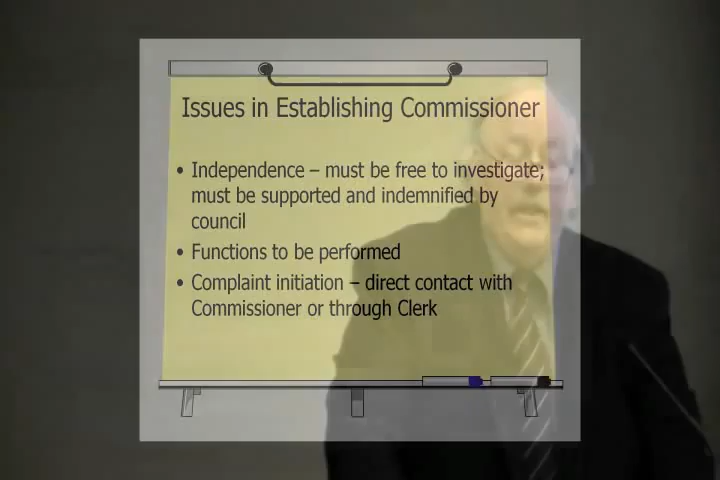 Issues in Establishing Commissioner
• Independence – must be free to investigate;
must be supported and indemnified by
council
• Functions to be performed
• Complaint initiation – direct contact with
Commissioner or through Clerk